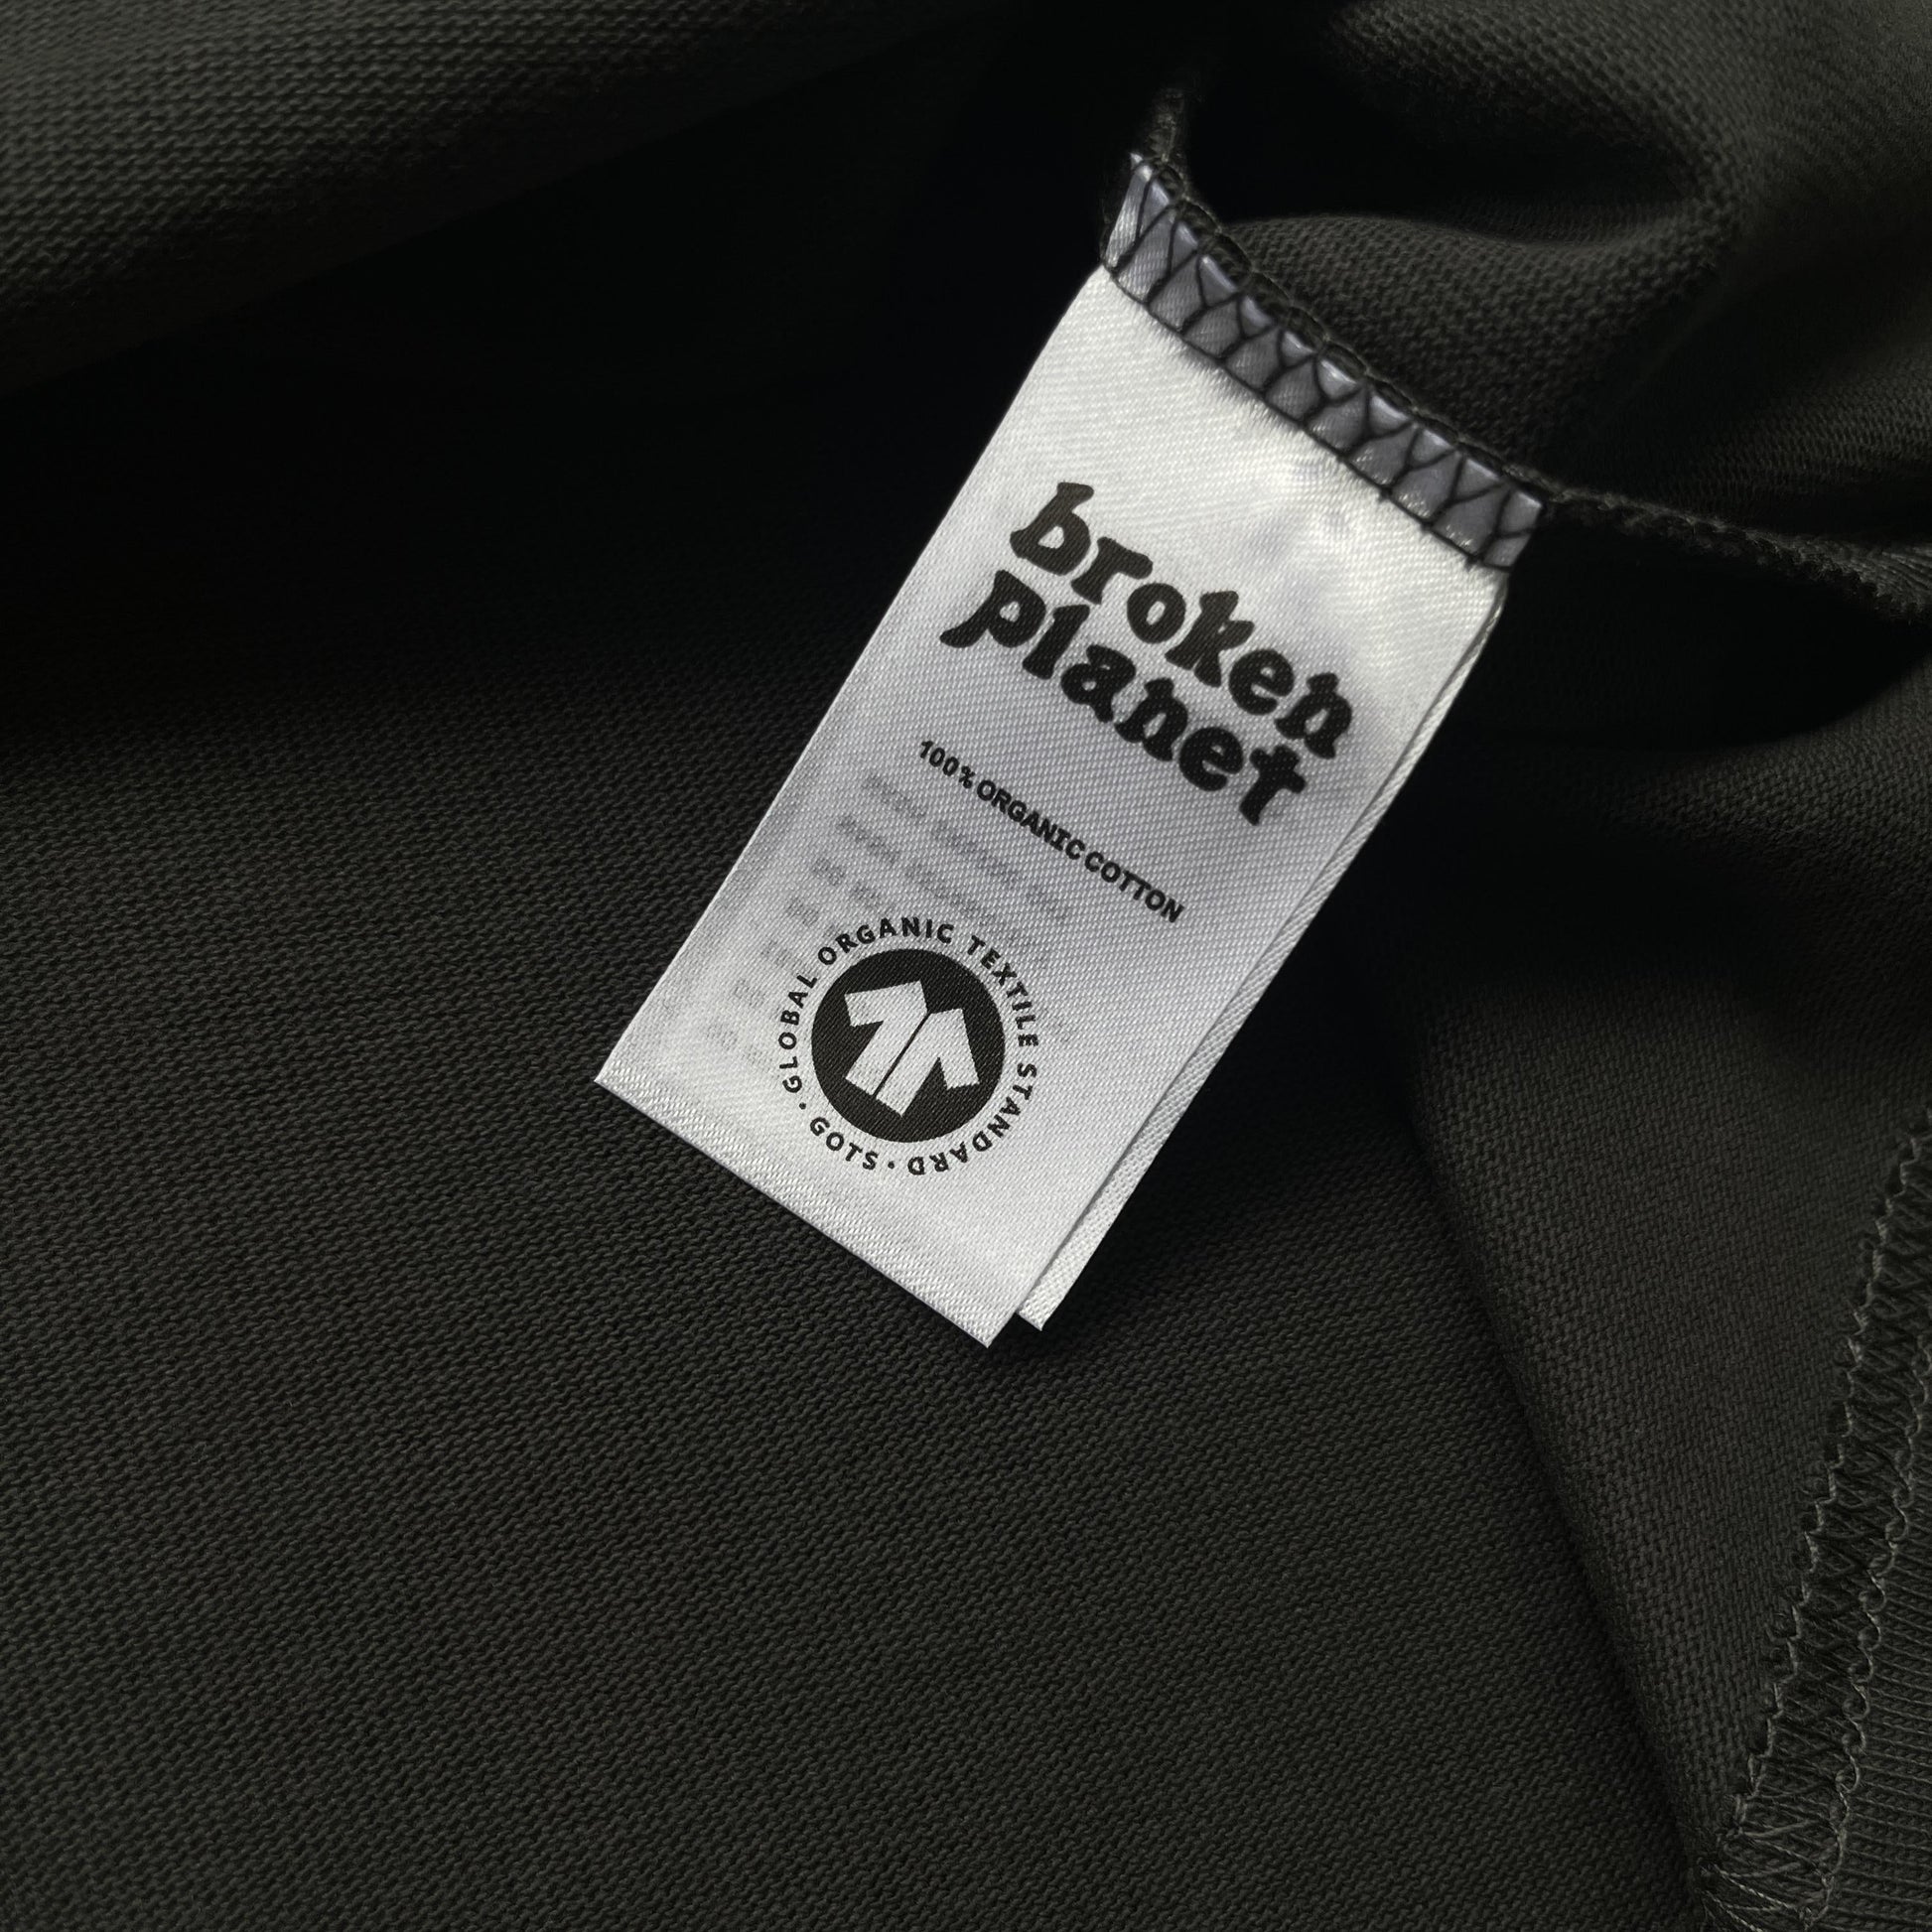 broken
planet
100% ORGANIC COTTON
GLOBAL ORGANIC TEXTILE STANDARD · GOTS ·